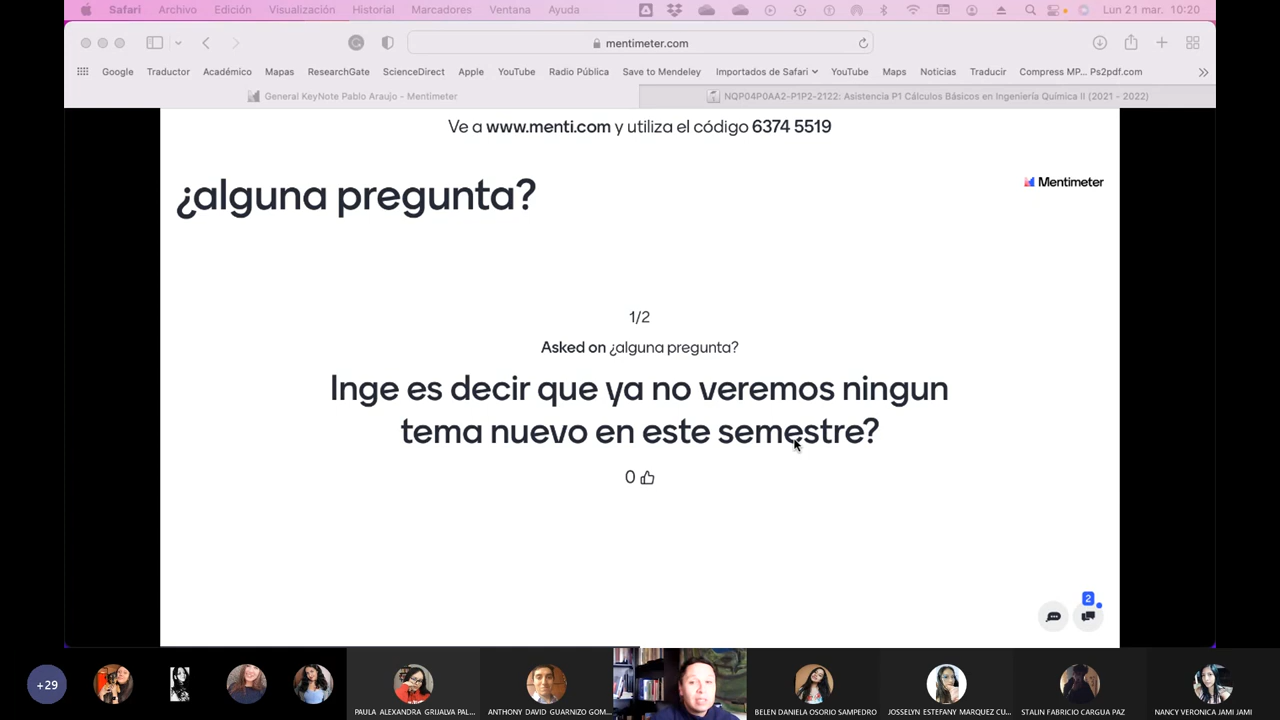 Safari Archivo Edición Visualización Historial Marcadores Ventana Ayuda Lun 21 mar. 10:20
mentimeter.com
Google Traductor Académico Mapas ResearchGate ScienceDirect Apple YouTube Radio Pública Save to Mendeley Importados de Safari YouTube Maps Noticias Traducir Compress MP... Ps2pdf.com
General KeyNote Pablo Araujo - Mentimeter
NQP04P0AA2-P1P2-2122: Asistencia P1 Cálculos Básicos en Ingeniería Química II (2021 - 2022)
Ve a www.menti.com y utiliza el código 6374 5519
¿alguna pregunta?
Mentimeter
1/2
Asked on ¿alguna pregunta?
Inge es decir que ya no veremos ningun
tema nuevo en este semestre?
0
2
+29
PAULA ALEXANDRA GRIJALVA PAL...
ANTHONY DAVID GUARNIZO GOM...
BELEN DANIELA OSORIO SAMPEDRO
JOSSELYN ESTEFANY MARQUEZ CU...
STALIN FABRICIO CARGUA PAZ
NANCY VERONICA JAMI JAMI